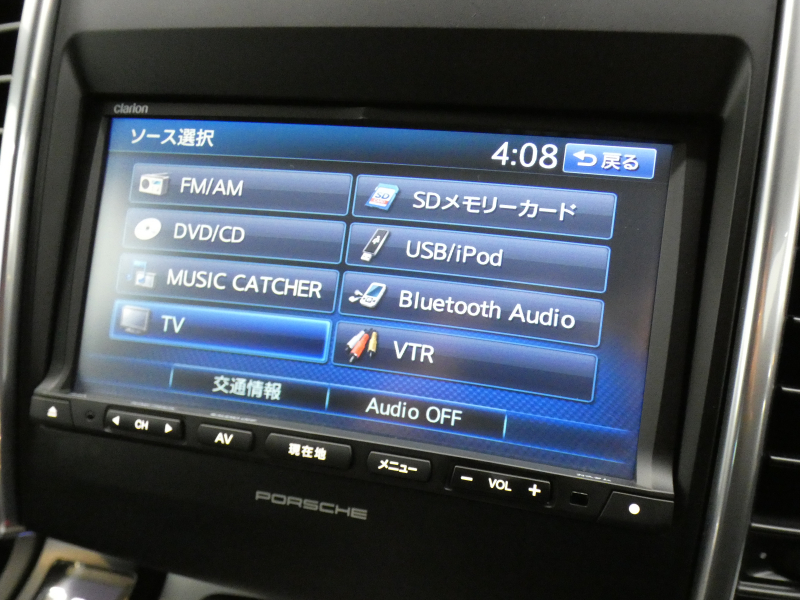 clarion
ソース選択
4:08
戻る
FM/AM
SDメモリーカード
DVD/CD
USB/iPod
MUSIC CATCHER
Bluetooth Audio
TV
VTR
交通情報
Audio OFF
CH
AV
現在地
メニュー
− VOL +
PORSCHE